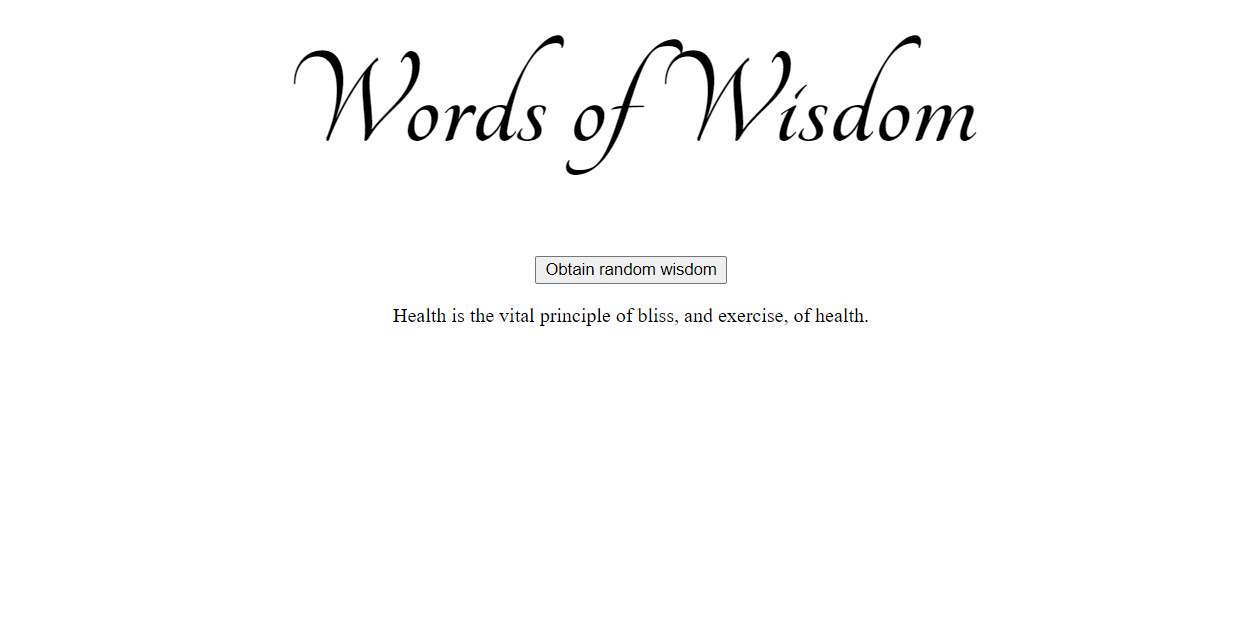 Words of Wisdom
Obtain random wisdom
Health is the vital principle of bliss, and exercise, of health.